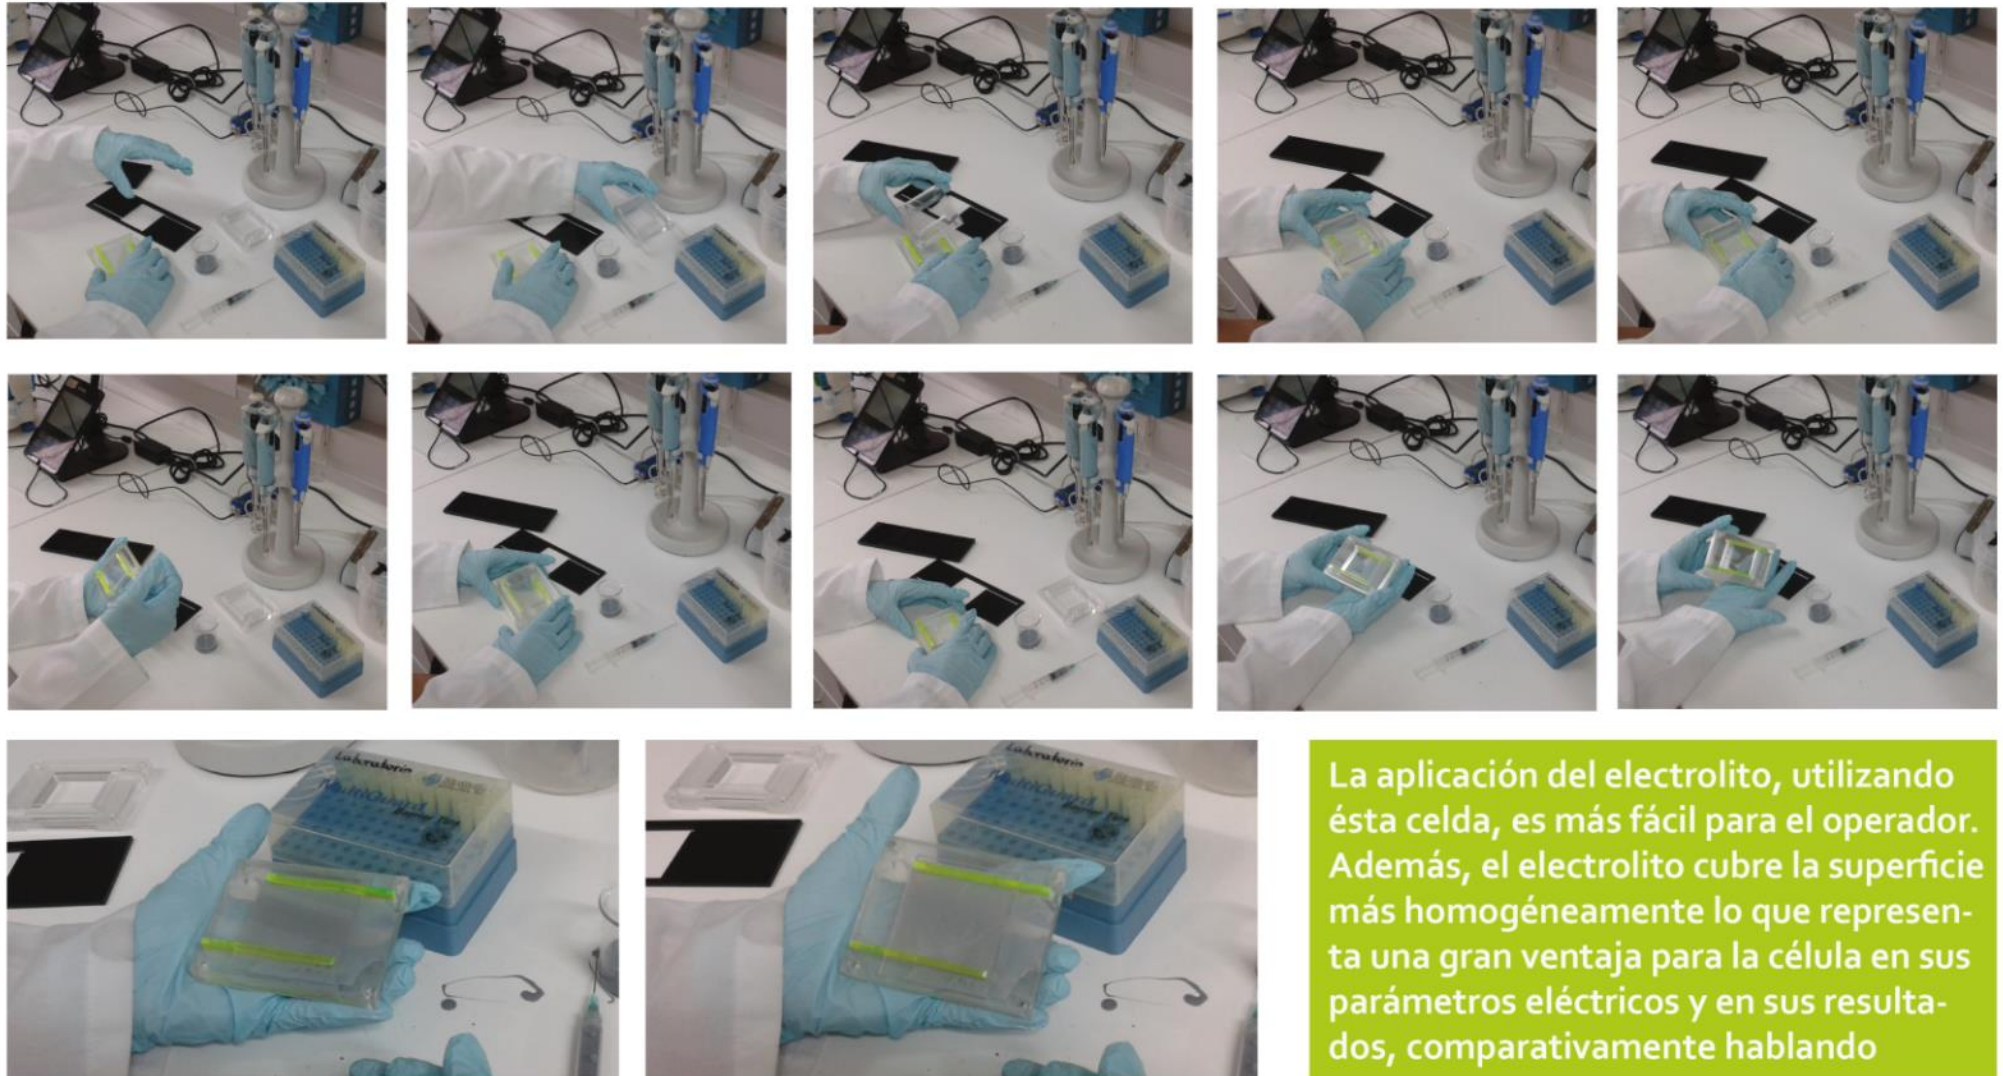 Laboratorio
Laboratorio
La aplicación del electrolito, utilizando
ésta celda, es más fácil para el operador.
Además, el electrolito cubre la superficie
más homogéneamente lo que represen-
ta una gran ventaja para la célula en sus
parámetros eléctricos y en sus resulta-
dos, comparativamente hablando